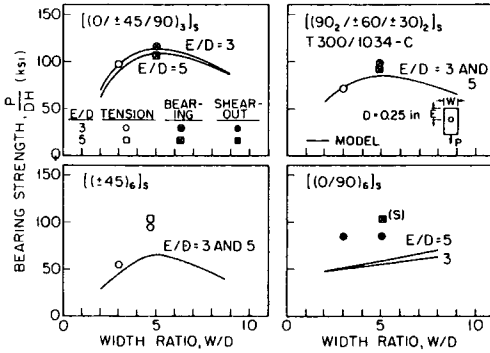 [(0/±45/90)3]S
E/D=3
E/D=5
E/D TENSION BEAR-ING SHEAR-OUT
3
5
[(902/±60/±30)2]S
T300/1034-C
E/D=3 AND 5
W
E
D=0.25 in
P
— MODEL
[(±45)6]S
E/D=3 AND 5
[(0/90)6]S
(S)
E/D=5
3
BEARING STRENGTH, P/DH (ksi)
150
100
50
0
150
100
50
0
0 5 10
0 5 10
WIDTH RATIO, W/D
WIDTH RATIO, W/D